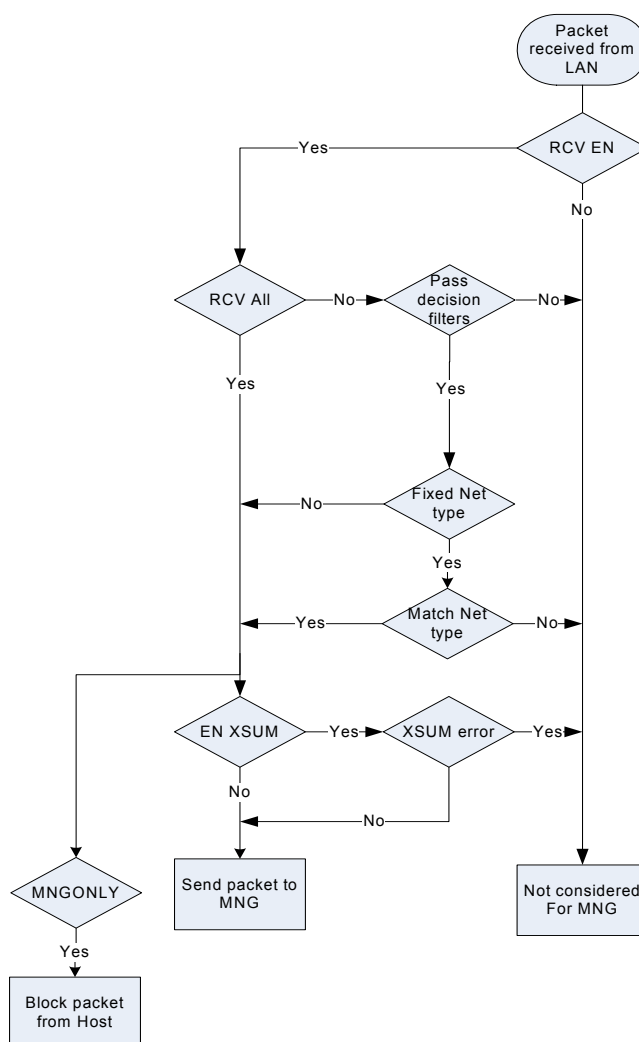 Packet
received from
LAN
Yes
RCV EN
No
RCV All
No
Pass
decision
filters
No
Yes
Yes
No
Fixed Net
type
Yes
Yes
Match Net
type
No
EN XSUM
Yes
XSUM error
Yes
No
No
MNGONLY
Send packet to
MNG
Not considered
For MNG
Yes
Block packet
from Host